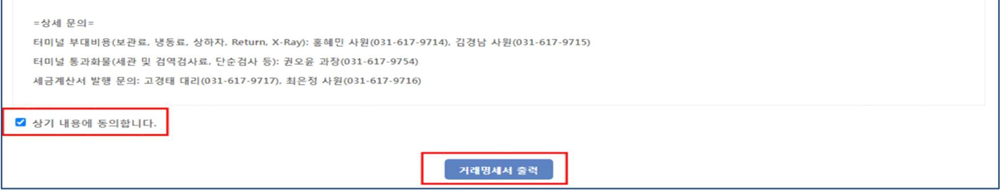 =상세 문의=
터미널 부대비용(보관료, 냉동료, 상하차, Return, X-Ray): 홍혜민 사원(031-617-9714), 김경남 사원(031-617-9715)
터미널 통과화물(세관 및 검역검사료, 단순검사 등): 권오윤 과장(031-617-9754)
세금계산서 발행 문의: 고경태 대리(031-617-9717), 최은정 사원(031-617-9716)
상기 내용에 동의합니다.
거래명세서 출력